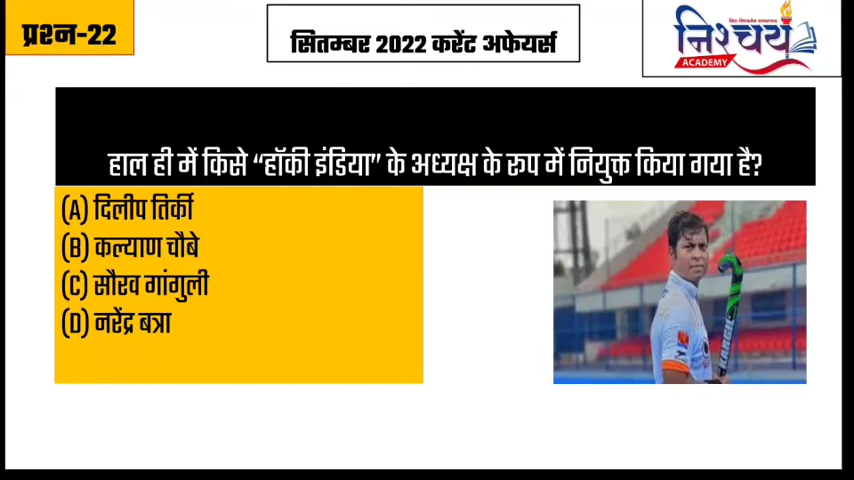 प्रश्न-22
सितम्बर 2022 करेंट अफेयर्स
निश्चय
ACADEMY
हाल ही में किसे “हॉकी इंडिया” के अध्यक्ष के रूप में नियुक्त किया गया है?
(A) दिलीप तिर्की
(B) कल्याण चौबे
(C) सौरव गांगुली
(D) नरेंद्र बत्रा